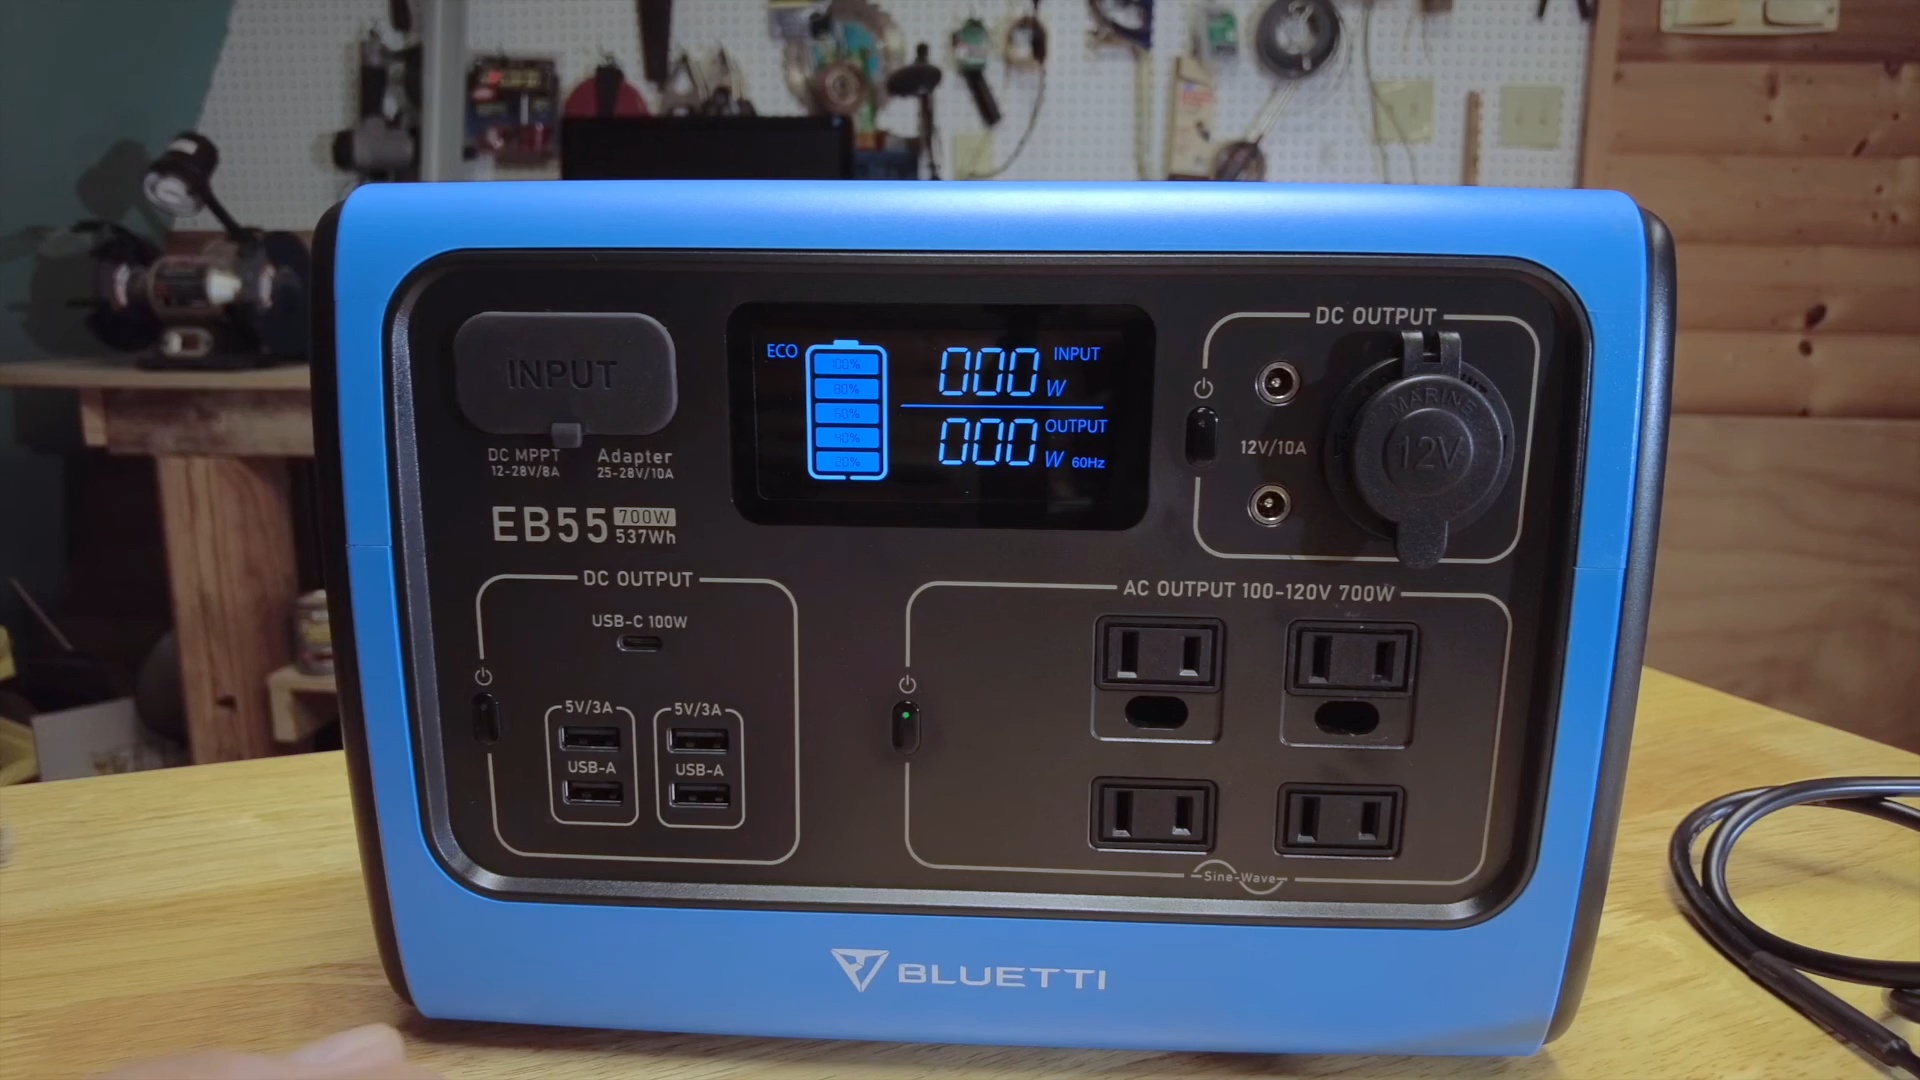 INPUT
DC MPPT
12-28V/8A
Adapter
25-28V/10A
EB55
700W
537Wh
ECO
100%
80%
60%
40%
20%
000 W INPUT
000 W OUTPUT
60Hz
DC OUTPUT
12V/10A
MARINE
12V
DC OUTPUT
USB-C 100W
5V/3A
USB-A
5V/3A
USB-A
AC OUTPUT 100-120V 700W
Sine-Wave
BLUETTI